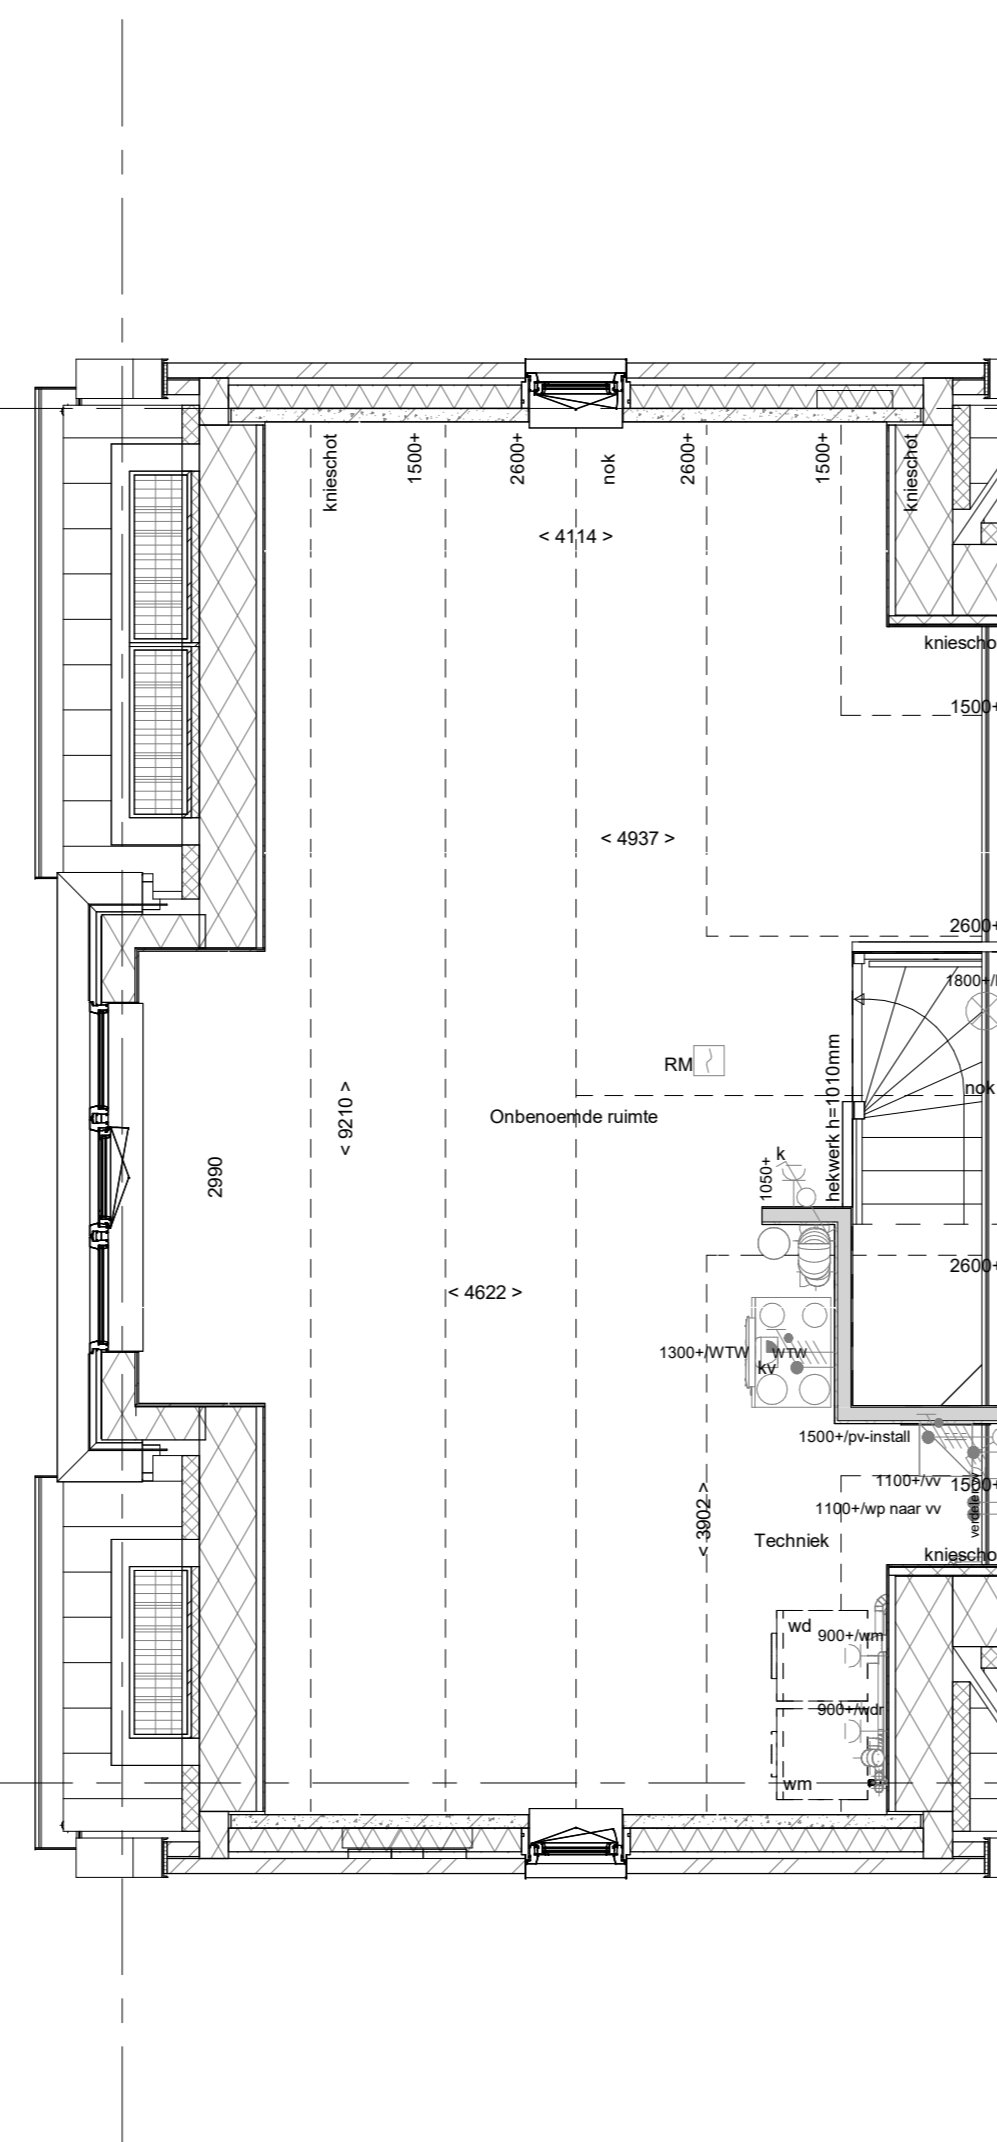 knieschot
1500+
2600+
nok
2600+
1500+
knieschot
< 4114 >
kniescho
1500+
< 4937 >
2600+
1800+/
RM
nok
hekwerk h=1010mm
Onbenoemde ruimte
< 9210 >
2990
k
1050+
2600+
< 4622 >
1300+/WTW
WTW
kv
1500+/pv-install
1100+/vv
1500+
1100+/wp naar vv
< 3902 >
Techniek
kniescho
wd
900+/wm
900+/wdr
wm